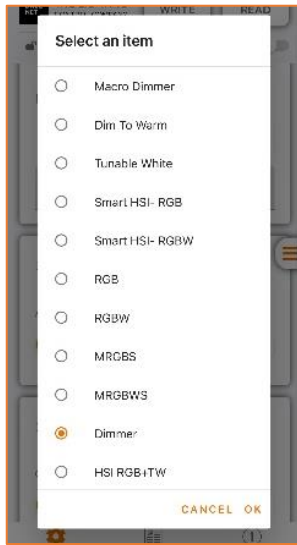 WRITE
READ
Select an item
Macro Dimmer
Dim To Warm
Tunable White
Smart HSI- RGB
Smart HSI- RGBW
RGB
RGBW
MRGBS
MRGBWS
Dimmer
HSI RGB+TW
CANCEL OK